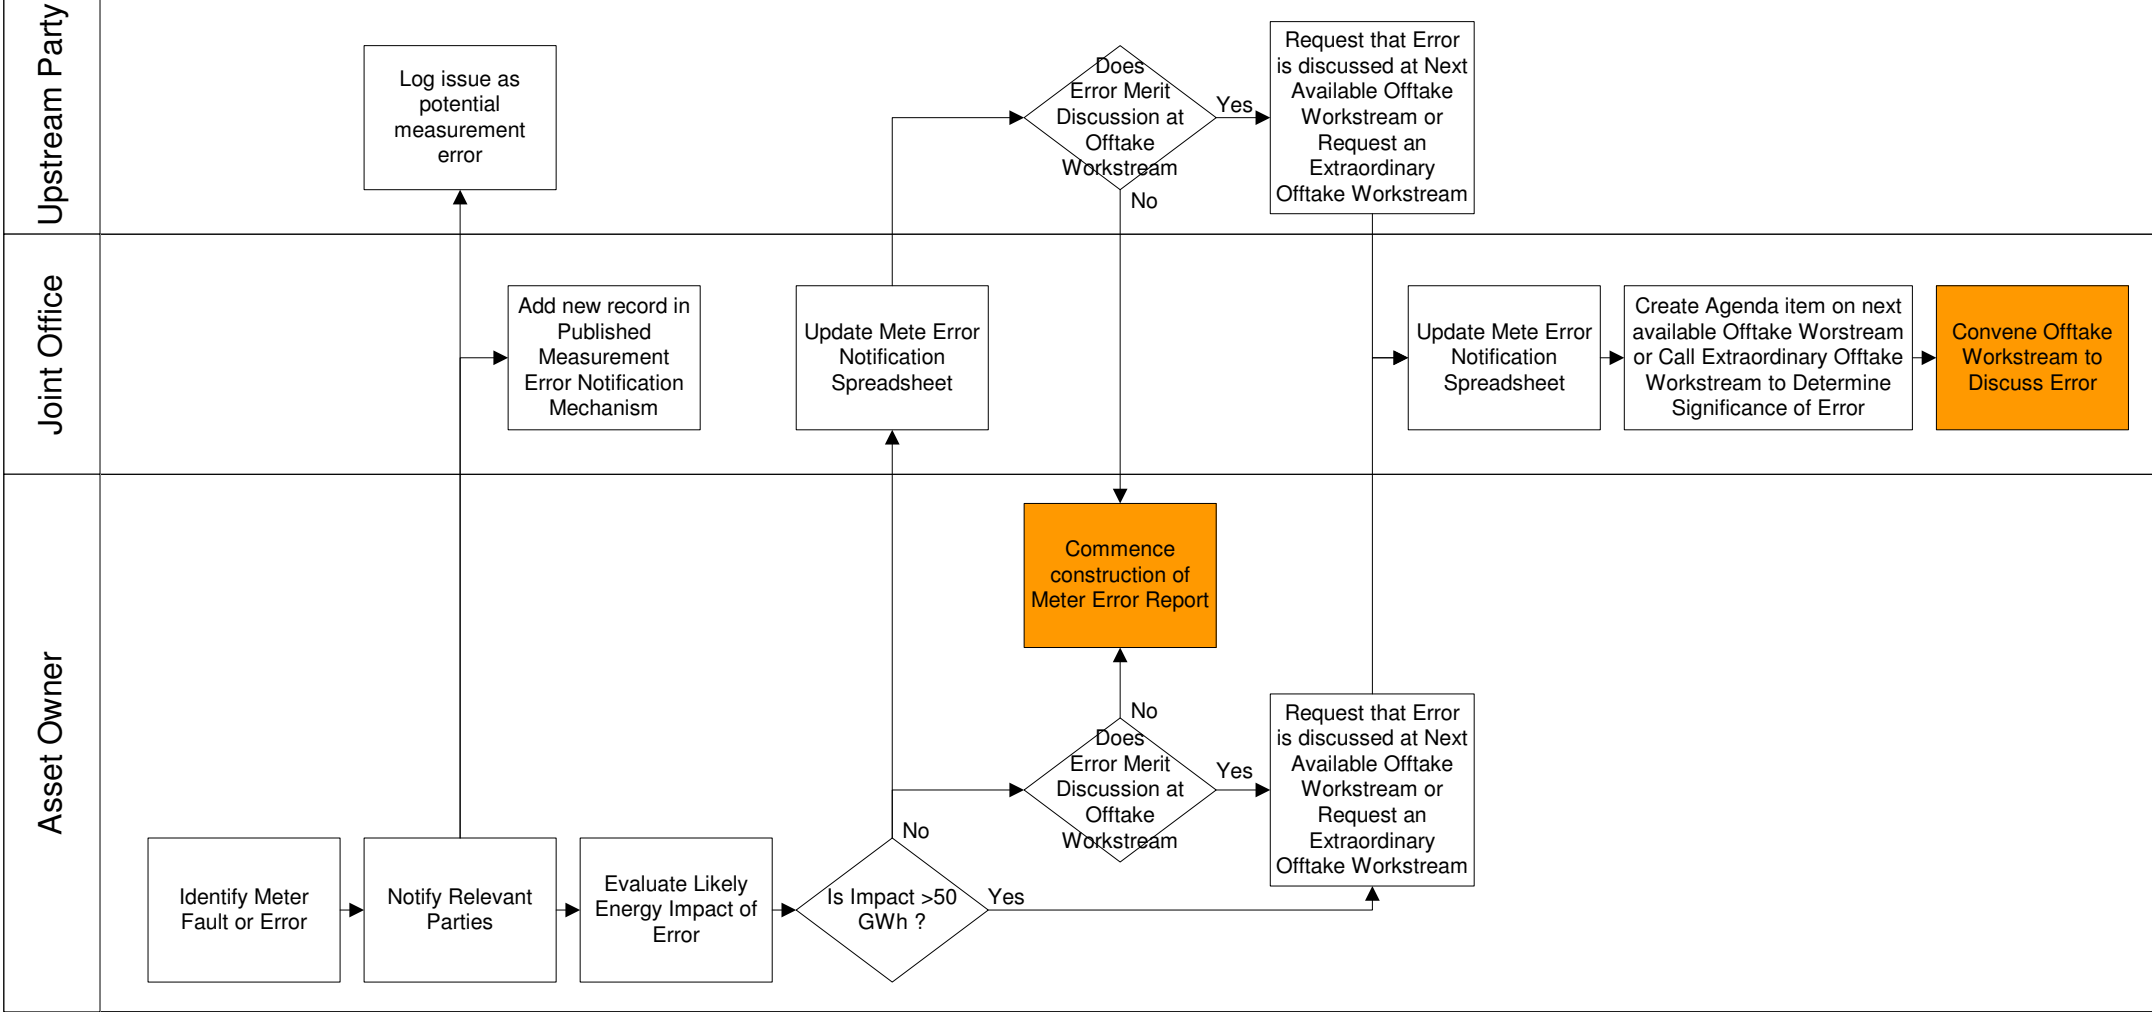 Upstream Party
Log issue as
potential
measurement
error
Does
Error Merit
Discussion at
Offtake
Workstream
Yes
No
Request that Error
is discussed at Next
Available Offtake
Workstream or
Request an
Extraordinary
Offtake Workstream
Joint Office
Add new record in
Published
Measurement
Error Notification
Mechanism
Update Mete Error
Notification
Spreadsheet
Update Mete Error
Notification
Spreadsheet
Create Agenda item on next
available Offtake Worstream
or Call Extraordinary Offtake
Workstream to Determine
Significance of Error
Convene Offtake
Workstream to
Discuss Error
Asset Owner
Commence
construction of
Meter Error Report
No
Does
Error Merit
Discussion at
Offtake
Workstream
Yes
Request that Error
is discussed at Next
Available Offtake
Workstream or
Request an
Extraordinary
Offtake Workstream
Identify Meter
Fault or Error
Notify Relevant
Parties
Evaluate Likely
Energy Impact of
Error
No
Is Impact >50
GWh ?
Yes